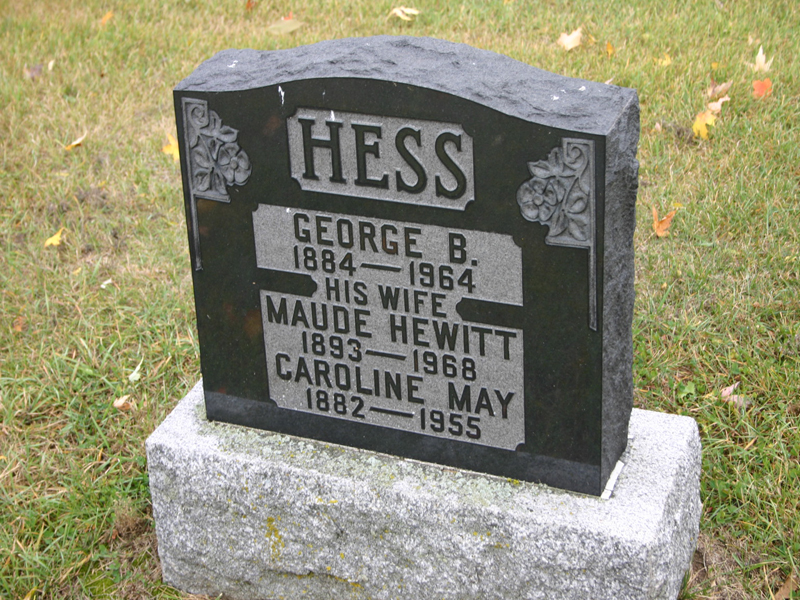 HESS
GEORGE B.
1884—1964
HIS WIFE
MAUDE HEWITT
1893—1968
CAROLINE MAY
1882—1955